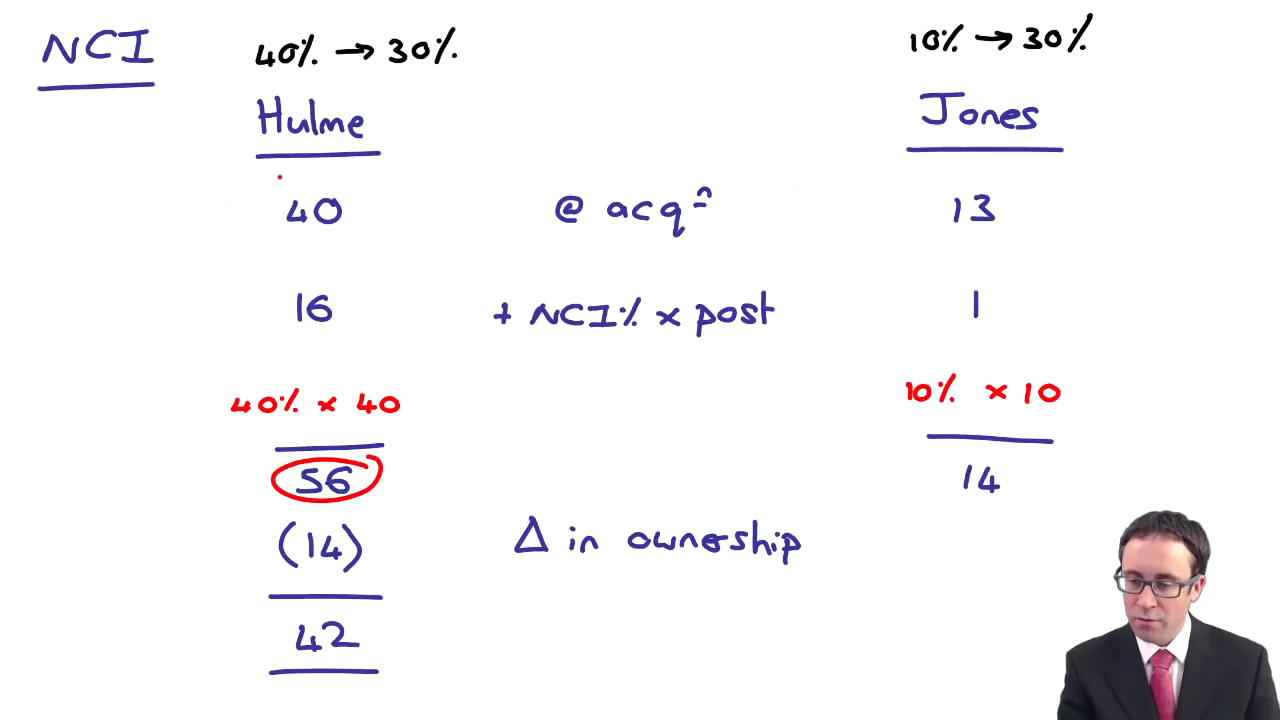 NCI 40% → 30% 10% → 30%
Hulme Jones
40 @ acqⁿ 13
16 + NCI% x post 1
40% x 40 10% x 10
56 14
(14) Δ in ownership
42